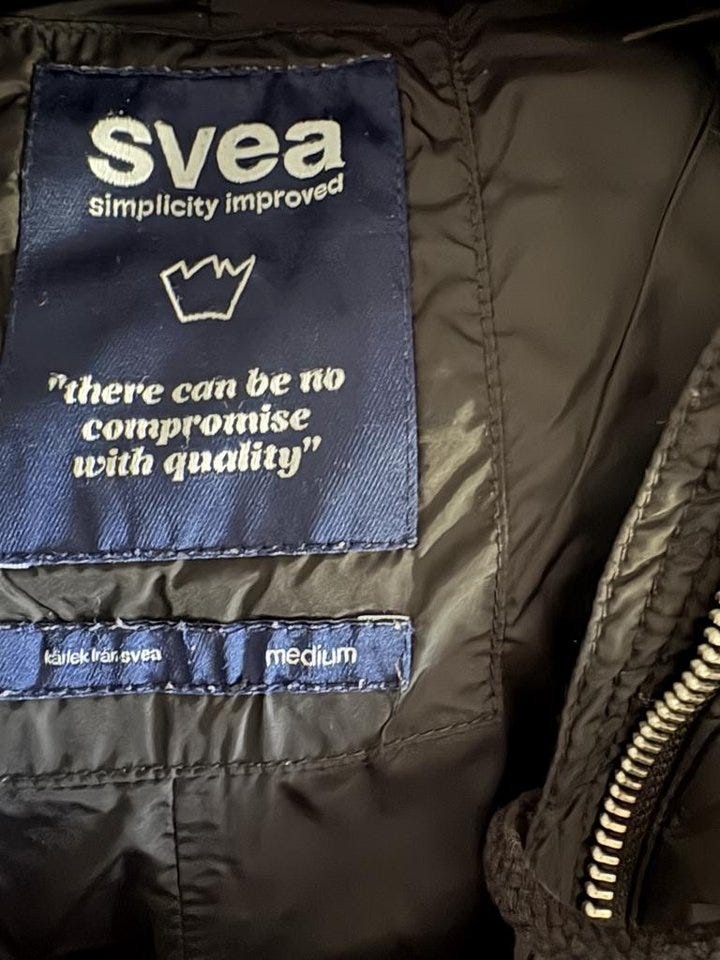 svea
simplicity improved
"there can be no
compromise
with quality"
kärlek från svea
medium